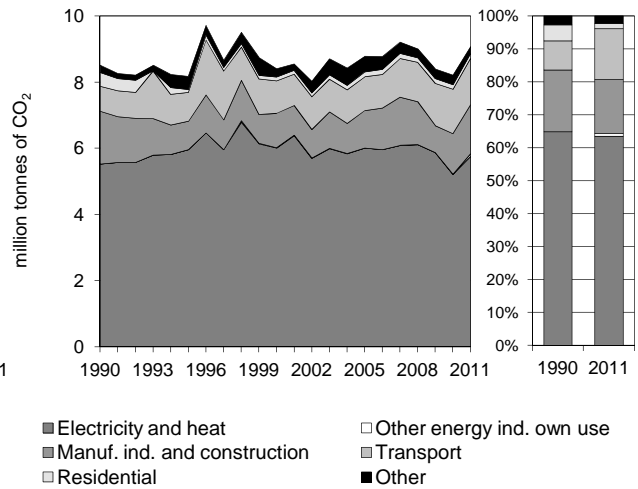 million tonnes of CO2
10
8
6
4
2
0
1990 1993 1996 1999 2002 2005 2008 2011
100%
90%
80%
70%
60%
50%
40%
30%
20%
10%
0%
1990 2011
1
Electricity and heat
Other energy ind. own use
Manuf. ind. and construction
Transport
Residential
Other